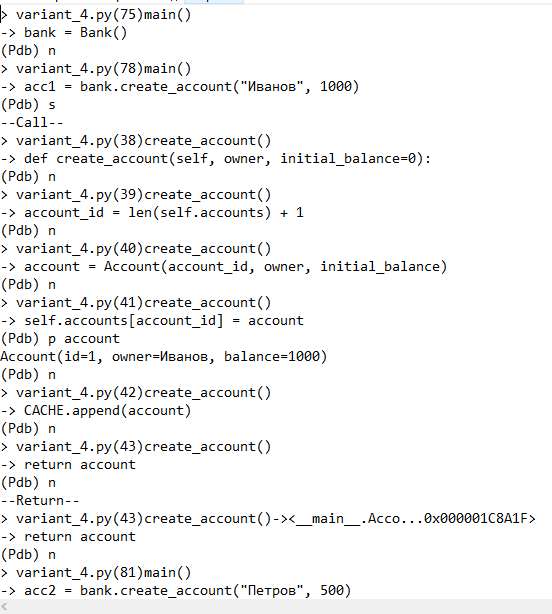 > variant_4.py(75)main()
-> bank = Bank()
(Pdb) n
> variant_4.py(78)main()
-> acc1 = bank.create_account("Иванов", 1000)
(Pdb) s
--Call--
> variant_4.py(38)create_account()
-> def create_account(self, owner, initial_balance=0):
(Pdb) n
> variant_4.py(39)create_account()
-> account_id = len(self.accounts) + 1
(Pdb) n
> variant_4.py(40)create_account()
-> account = Account(account_id, owner, initial_balance)
(Pdb) n
> variant_4.py(41)create_account()
-> self.accounts[account_id] = account
(Pdb) p account
Account(id=1, owner=Иванов, balance=1000)
(Pdb) n
> variant_4.py(42)create_account()
-> CACHE.append(account)
(Pdb) n
> variant_4.py(43)create_account()
-> return account
(Pdb) n
--Return--
> variant_4.py(43)create_account()-><__main__.Acco...0x000001C8A1F>
-> return account
(Pdb) n
> variant_4.py(81)main()
-> acc2 = bank.create_account("Петров", 500)